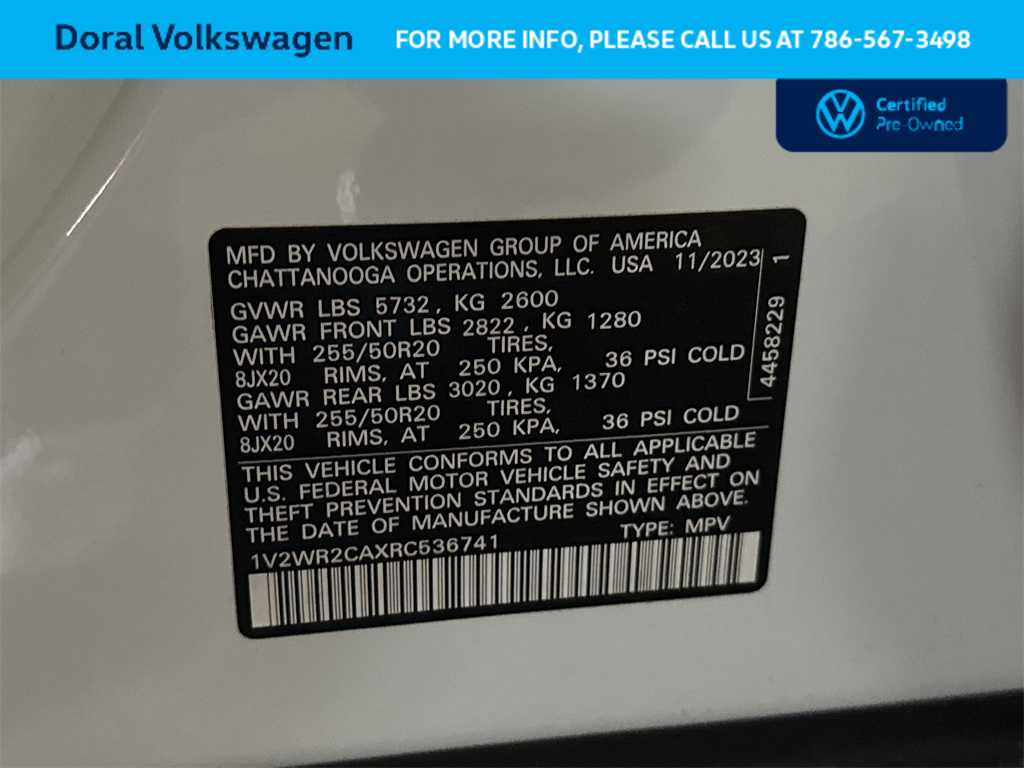 Doral Volkswagen
FOR MORE INFO, PLEASE CALL US AT 786-567-3498
Certified
Pre-Owned
MFD BY VOLKSWAGEN GROUP OF AMERICA
CHATTANOOGA OPERATIONS, LLC. USA 11/2023
GVWR LBS 5732, KG 2600
GAWR FRONT LBS 2822, KG 1280
WITH 255/50R20 TIRES,
8JX20 RIMS, AT 250 KPA, 36 PSI COLD
GAWR REAR LBS 3020, KG 1370
WITH 255/50R20 TIRES,
8JX20 RIMS, AT 250 KPA, 36 PSI COLD
4458229 1
THIS VEHICLE CONFORMS TO ALL APPLICABLE
U.S. FEDERAL MOTOR VEHICLE SAFETY AND
THEFT PREVENTION STANDARDS IN EFFECT ON
THE DATE OF MANUFACTURE SHOWN ABOVE.
1V2WR2CAXRC536741 TYPE: MPV